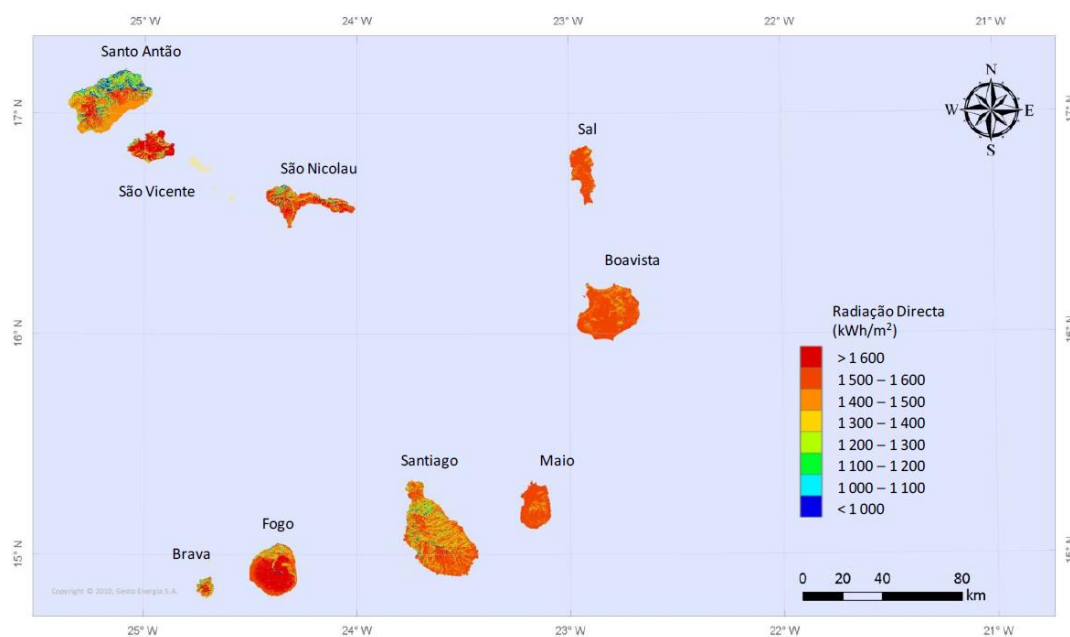 25° W 24° W 23° W 22° W 21° W
Santo Antão
N
17° N
W E
17° N
S
Sal
São Nicolau
São Vicente
Boavista
Radiação Directa
(kWh/m²)
16° N
16° N
> 1 600
1 500 – 1 600
1 400 – 1 500
1 300 – 1 400
1 200 – 1 300
1 100 – 1 200
1 000 – 1 100
< 1 000
Santiago
Maio
Fogo
Brava
15° N
15° N
0 20 40 80
km
Copyright © 2010, Gesto Energia S.A.
25° W 24° W 23° W 22° W 21° W